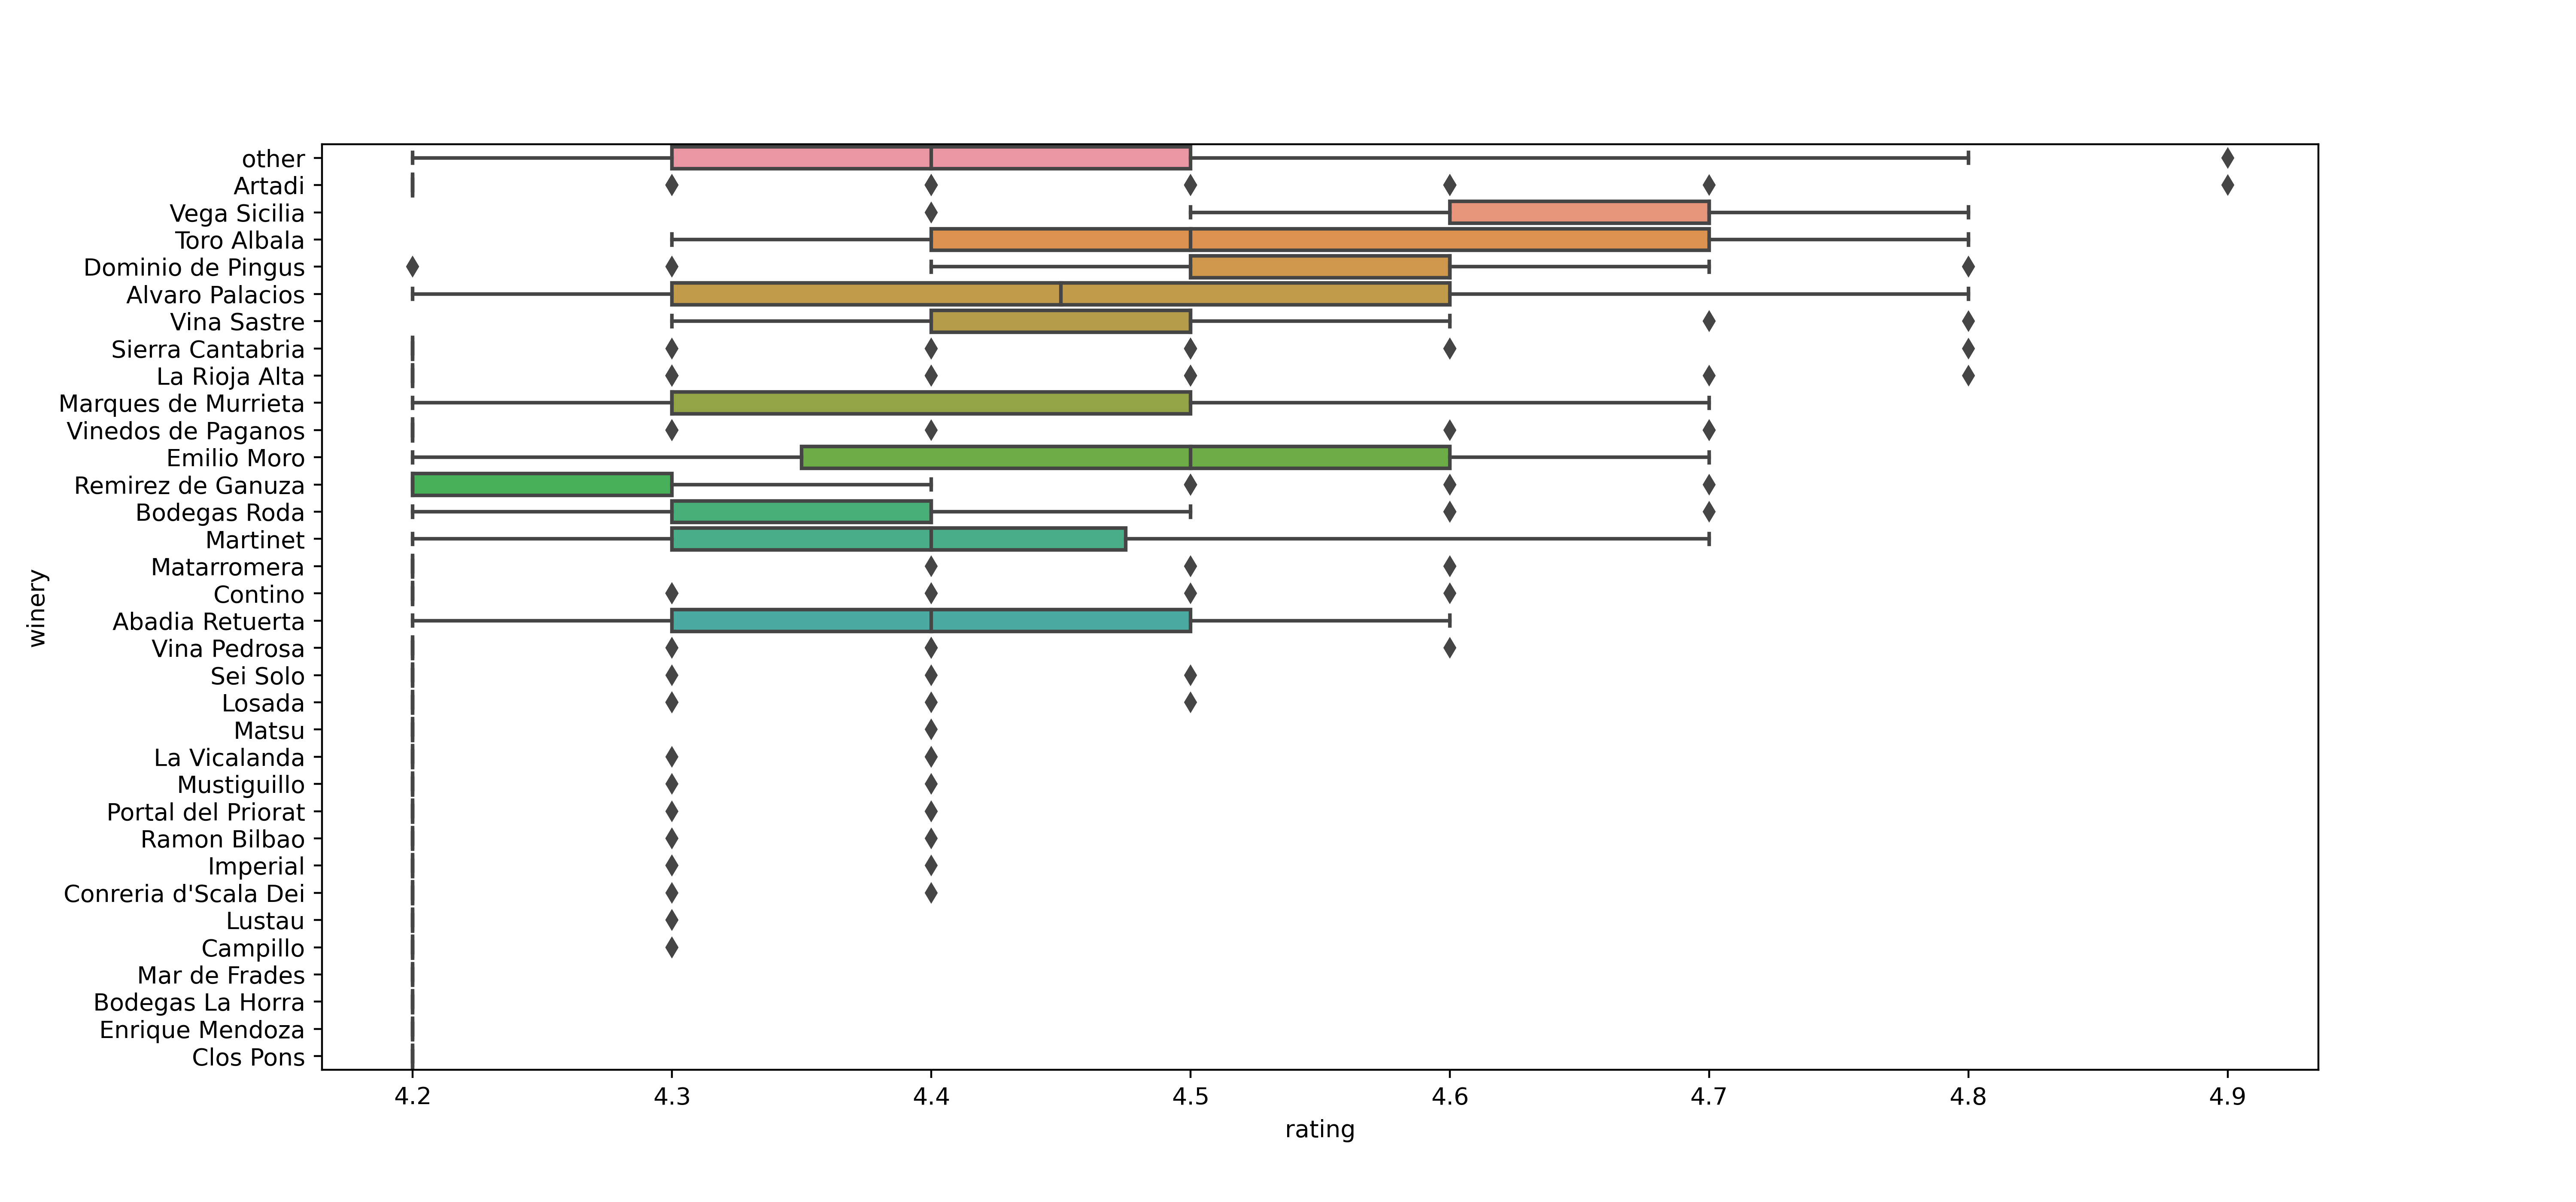 other
Artadi
Vega Sicilia
Toro Albala
Dominio de Pingus
Alvaro Palacios
Vina Sastre
Sierra Cantabria
La Rioja Alta
Marques de Murrieta
Vinedos de Paganos
Emilio Moro
Remirez de Ganuza
Bodegas Roda
Martinet
Matarromera
Contino
Abadia Retuerta
Vina Pedrosa
Sei Solo
Losada
Matsu
La Vicalanda
Mustiguillo
Portal del Priorat
Ramon Bilbao
Imperial
Conreria d'Scala Dei
Lustau
Campillo
Mar de Frades
Bodegas La Horra
Enrique Mendoza
Clos Pons
winery
4.2 4.3 4.4 4.5 4.6 4.7 4.8 4.9
rating